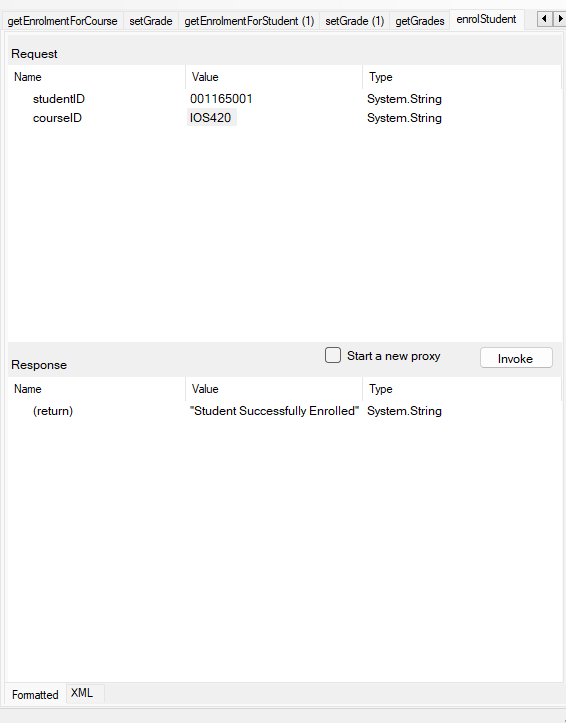 getEnrolmentForCourse setGrade getEnrolmentForStudent (1) setGrade (1) getGrades enrolStudent
Request
Name Value Type
studentID 001165001 System.String
courseID IOS420 System.String
Start a new proxy Invoke
Response
Name Value Type
(return) "Student Successfully Enrolled" System.String
Formatted XML